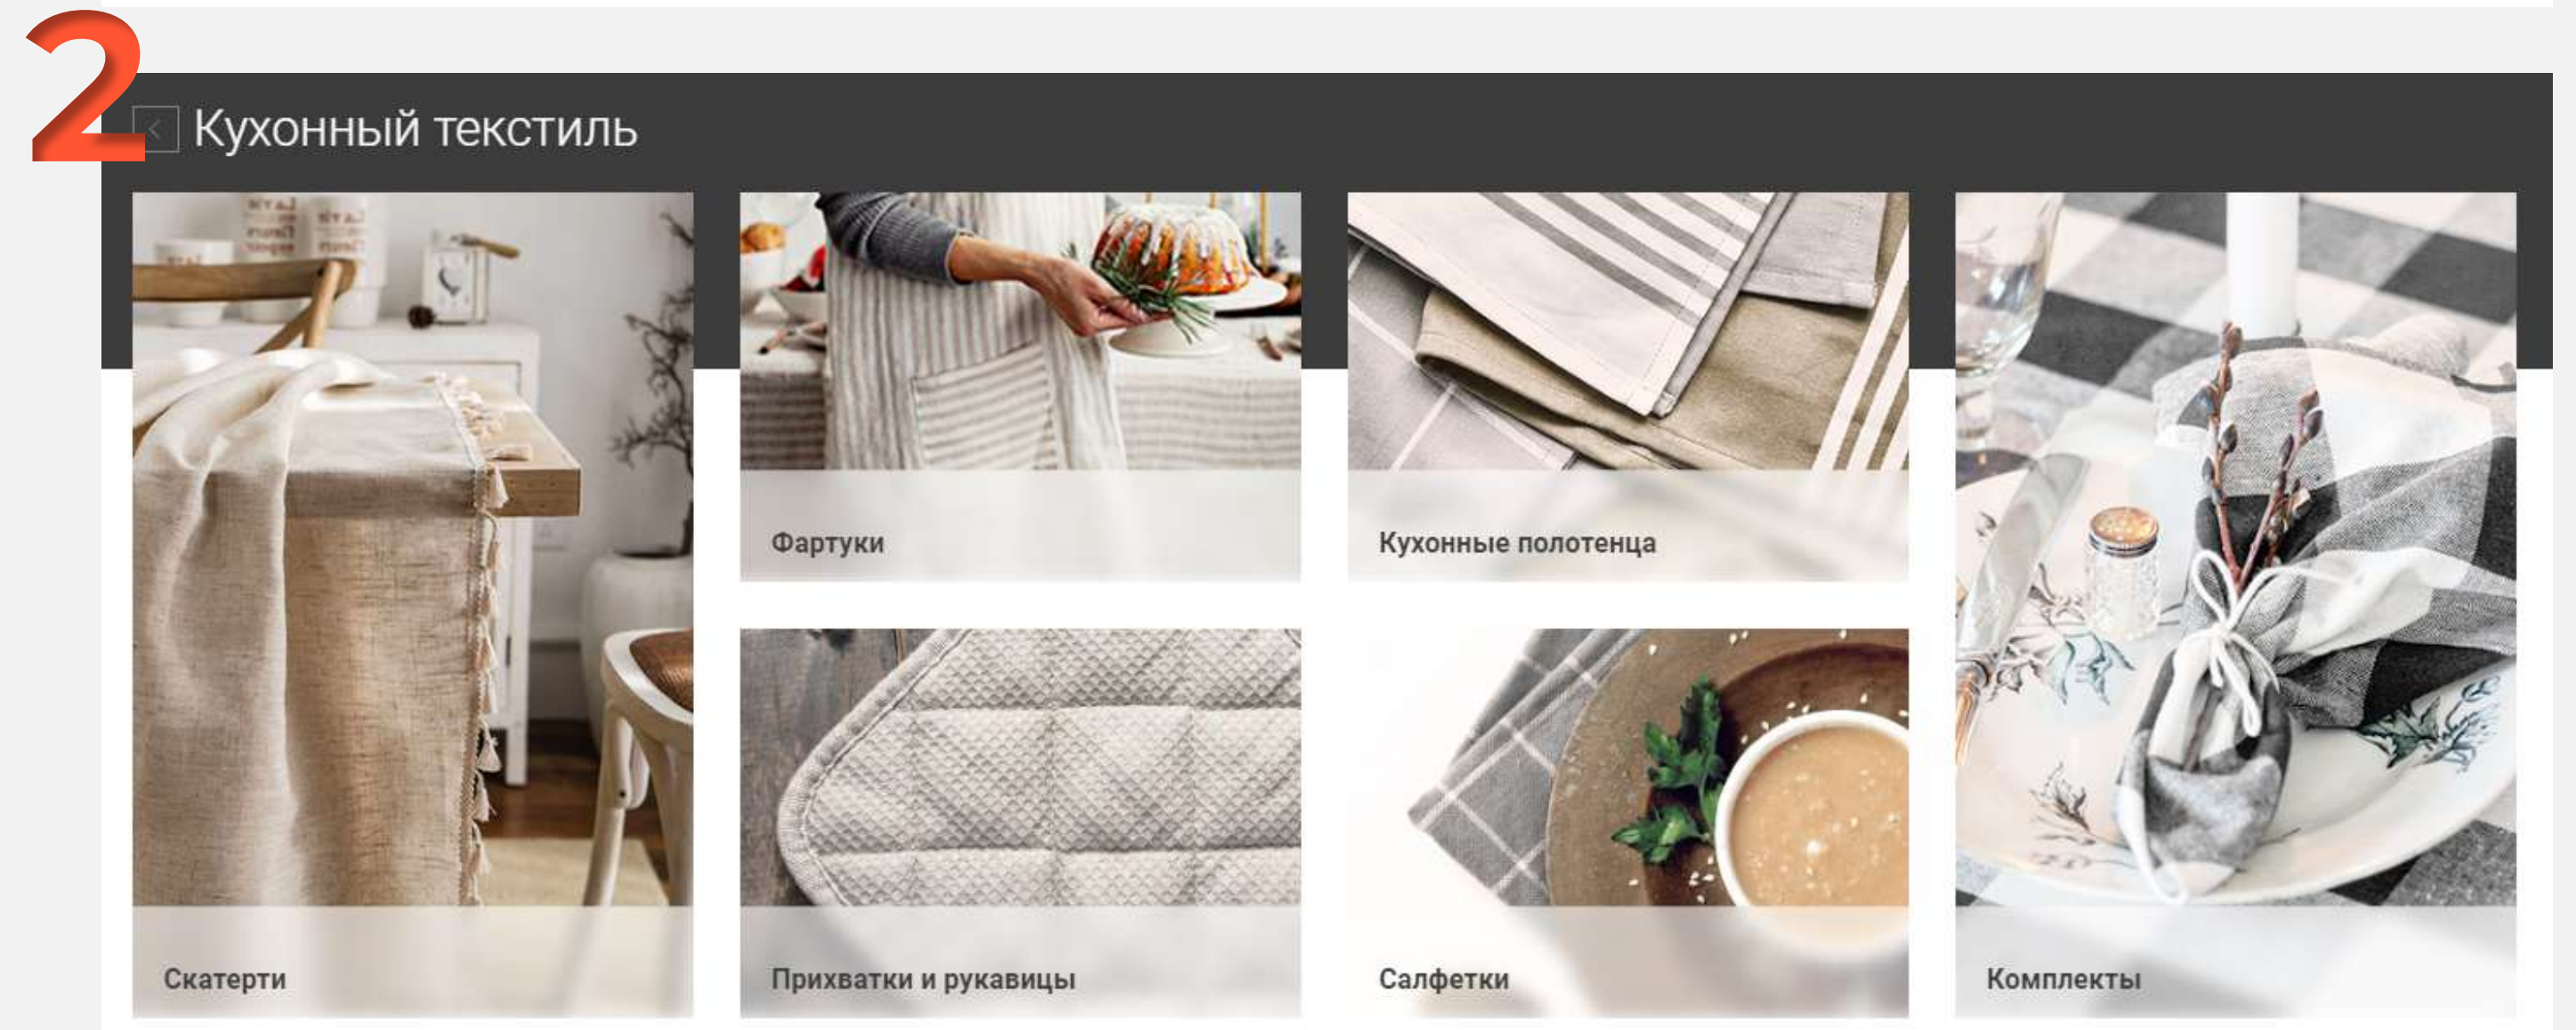 2
Кухонный текстиль
Фартуки
Кухонные полотенца
Скатерти
Прихватки и рукавицы
Салфетки
Комплекты